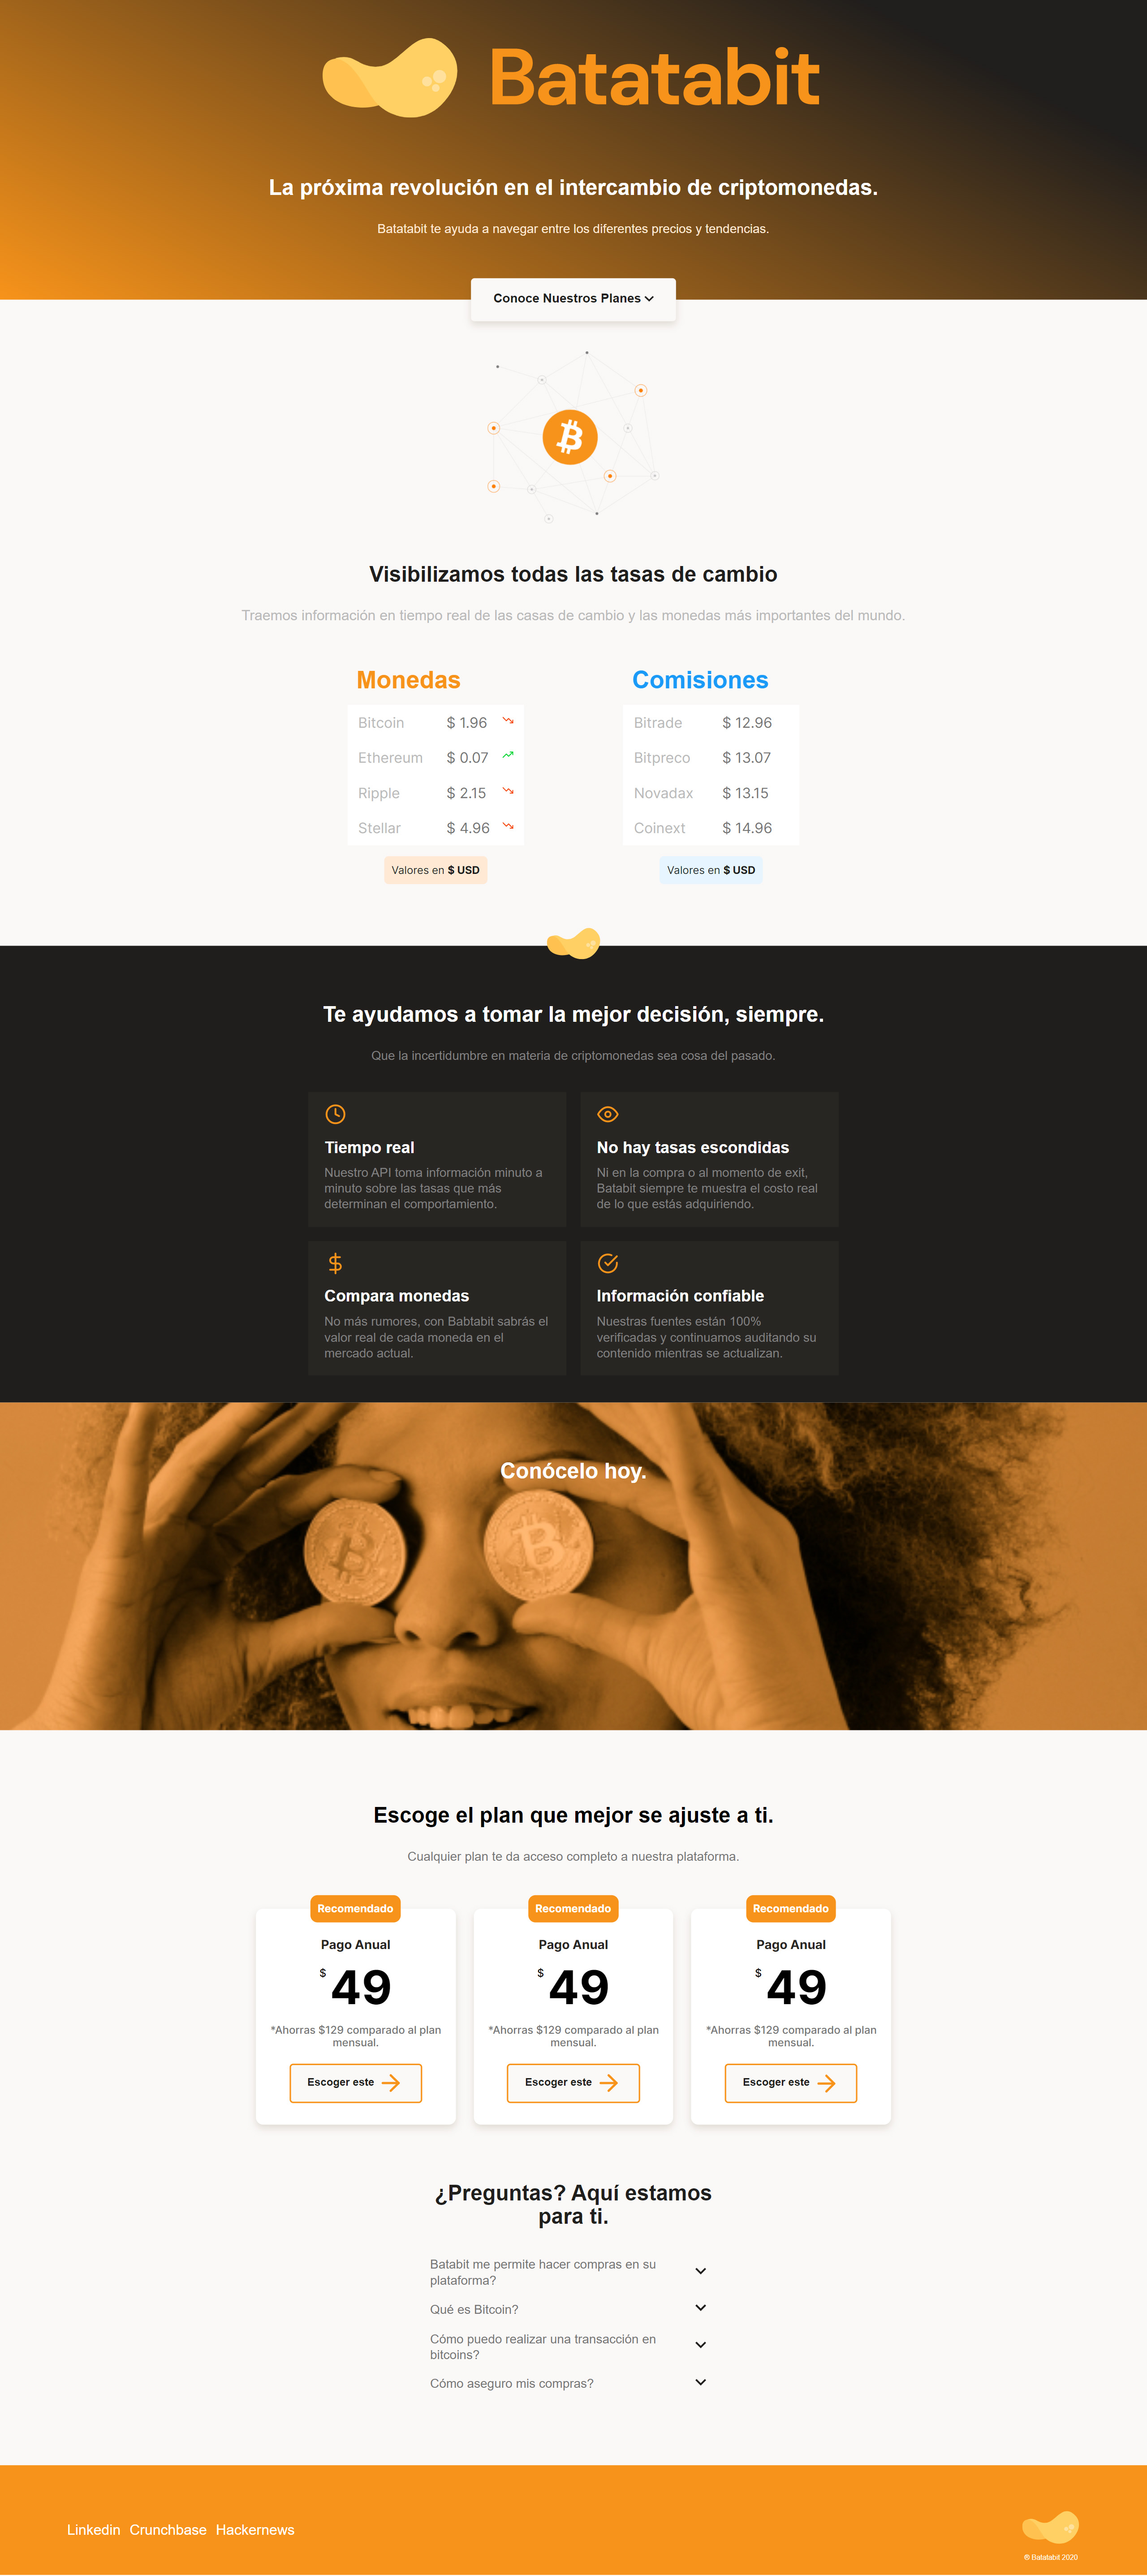 Batatabit
La próxima revolución en el intercambio de criptomonedas.
Batatabit te ayuda a navegar entre los diferentes precios y tendencias.
Conoce Nuestros Planes
Visibilizamos todas las tasas de cambio
Traemos información en tiempo real de las casas de cambio y las monedas más importantes del mundo.
Monedas
Bitcoin $ 1.96
Ethereum $ 0.07
Ripple $ 2.15
Stellar $ 4.96
Valores en $ USD
Comisiones
Bitrade $ 12.96
Bitpreco $ 13.07
Novadax $ 13.15
Coinext $ 14.96
Valores en $ USD
Te ayudamos a tomar la mejor decisión, siempre.
Que la incertidumbre en materia de criptomonedas sea cosa del pasado.
Tiempo real
Nuestro API toma información minuto a
minuto sobre las tasas que más
determinan el comportamiento.
No hay tasas escondidas
Ni en la compra o al momento de exit,
Batabit siempre te muestra el costo real
de lo que estás adquiriendo.
Compara monedas
No más rumores, con Babtabit sabrás el
valor real de cada moneda en el
mercado actual.
Información confiable
Nuestras fuentes están 100%
verificadas y continuamos auditando su
contenido mientras se actualizan.
Conócelo hoy.
Escoge el plan que mejor se ajuste a ti.
Cualquier plan te da acceso completo a nuestra plataforma.
Recomendado
Pago Anual
$ 49
*Ahorras $129 comparado al plan
mensual.
Escoger este
Recomendado
Pago Anual
$ 49
*Ahorras $129 comparado al plan
mensual.
Escoger este
Recomendado
Pago Anual
$ 49
*Ahorras $129 comparado al plan
mensual.
Escoger este
¿Preguntas? Aquí estamos
para ti.
Batabit me permite hacer compras en su
plataforma?
Qué es Bitcoin?
Cómo puedo realizar una transacción en
bitcoins?
Cómo aseguro mis compras?
Linkedin Crunchbase Hackernews
® Batatabit 2020